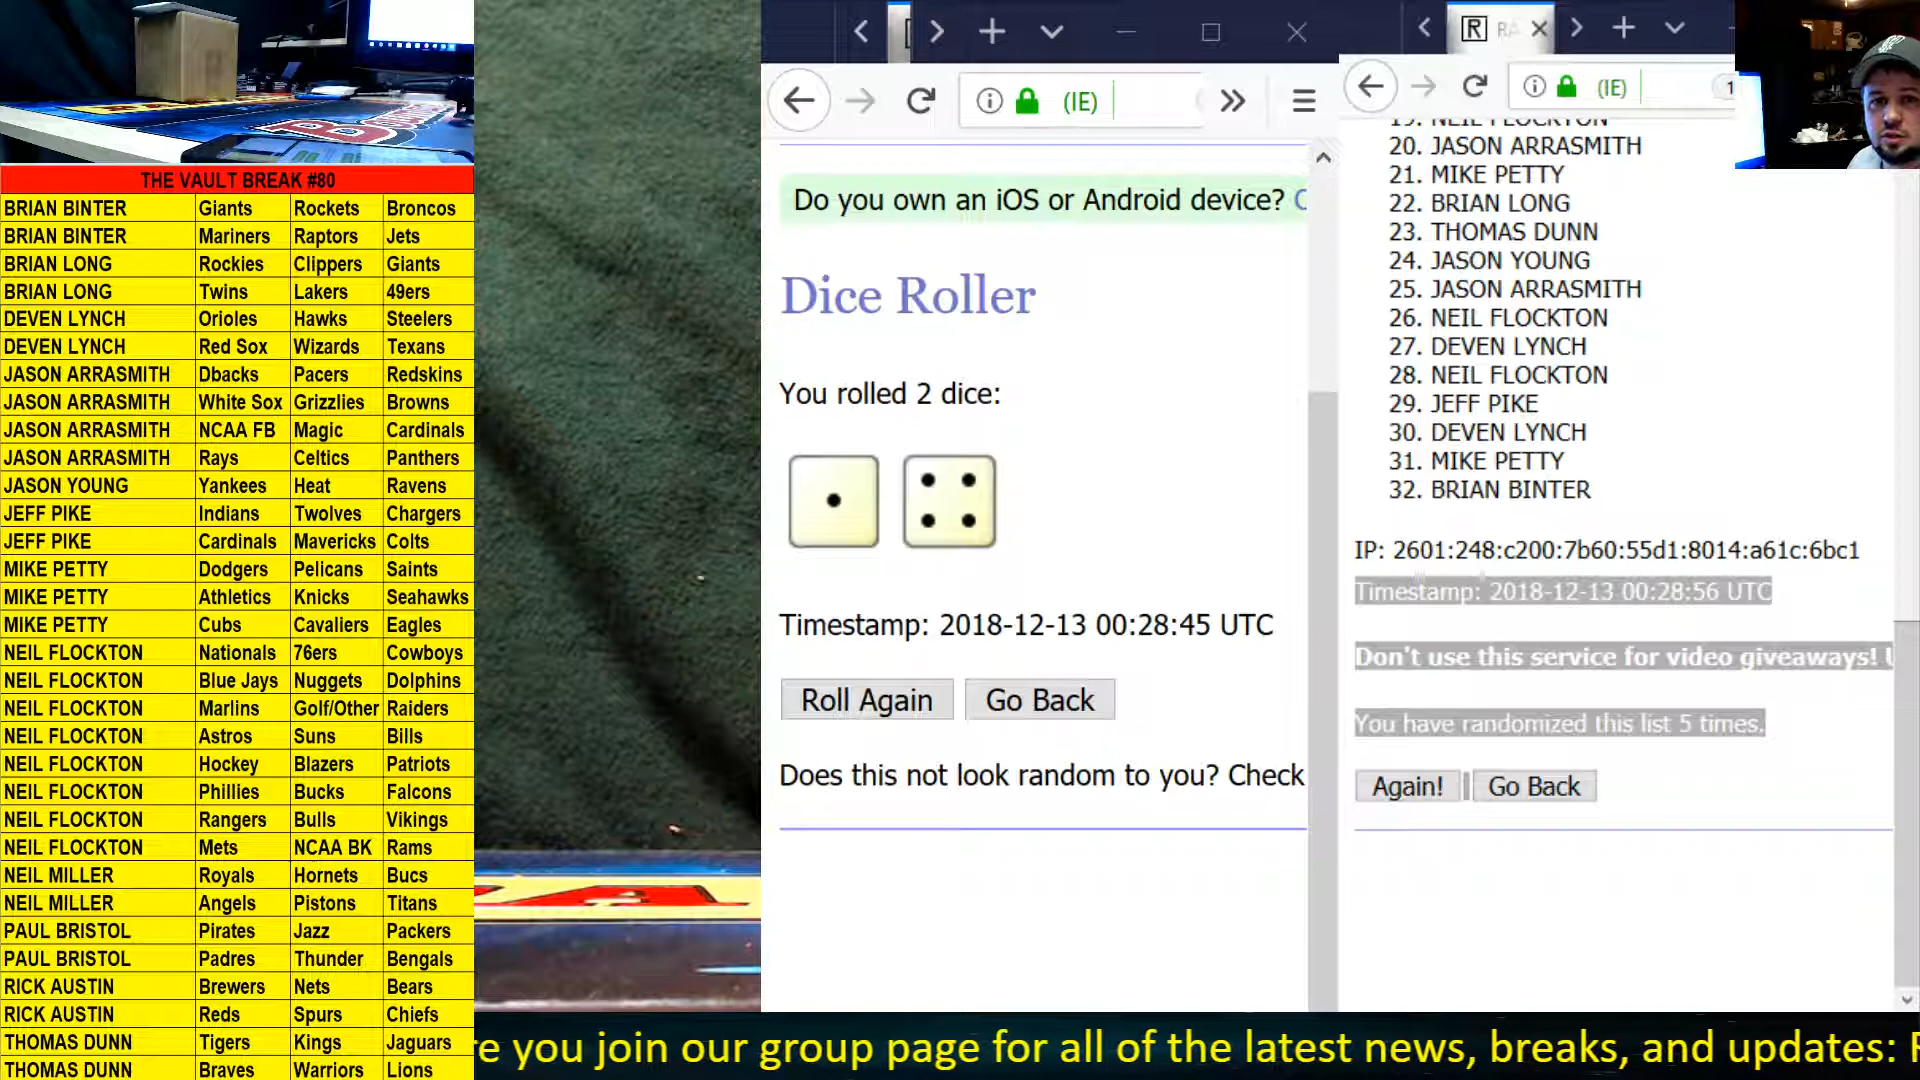 THE VAULT BREAK #80
BRIAN BINTER Giants Rockets Broncos
BRIAN BINTER Mariners Raptors Jets
BRIAN LONG Rockies Clippers Giants
BRIAN LONG Twins Lakers 49ers
DEVEN LYNCH Orioles Hawks Steelers
DEVEN LYNCH Red Sox Wizards Texans
JASON ARRASMITH Dbacks Pacers Redskins
JASON ARRASMITH White Sox Grizzlies Browns
JASON ARRASMITH NCAA FB Magic Cardinals
JASON ARRASMITH Rays Celtics Panthers
JASON YOUNG Yankees Heat Ravens
JEFF PIKE Indians Twolves Chargers
JEFF PIKE Cardinals Mavericks Colts
MIKE PETTY Dodgers Pelicans Saints
MIKE PETTY Athletics Knicks Seahawks
MIKE PETTY Cubs Cavaliers Eagles
NEIL FLOCKTON Nationals 76ers Cowboys
NEIL FLOCKTON Blue Jays Nuggets Dolphins
NEIL FLOCKTON Marlins Golf/Other Raiders
NEIL FLOCKTON Astros Suns Bills
NEIL FLOCKTON Hockey Blazers Patriots
NEIL FLOCKTON Phillies Bucks Falcons
NEIL FLOCKTON Rangers Bulls Vikings
NEIL FLOCKTON Mets NCAA BK Rams
NEIL MILLER Royals Hornets Bucs
NEIL MILLER Angels Pistons Titans
PAUL BRISTOL Pirates Jazz Packers
PAUL BRISTOL Padres Thunder Bengals
RICK AUSTIN Brewers Nets Bears
RICK AUSTIN Reds Spurs Chiefs
THOMAS DUNN Tigers Kings Jaguars
THOMAS DUNN Braves Warriors Lions
(IE)
Do you own an iOS or Android device?
Dice Roller
You rolled 2 dice:
Timestamp: 2018-12-13 00:28:45 UTC
Roll Again Go Back
Does this not look random to you? Check
R
(IE)
19. NEIL FLOCKTON
20. JASON ARRASMITH
21. MIKE PETTY
22. BRIAN LONG
23. THOMAS DUNN
24. JASON YOUNG
25. JASON ARRASMITH
26. NEIL FLOCKTON
27. DEVEN LYNCH
28. NEIL FLOCKTON
29. JEFF PIKE
30. DEVEN LYNCH
31. MIKE PETTY
32. BRIAN BINTER
IP: 2601:248:c200:7b60:55d1:8014:a61c:6bc1
Timestamp: 2018-12-13 00:28:56 UTC
Don't use this service for video giveaways!
You have randomized this list 5 times.
Again! Go Back
e you join our group page for all of the latest news, breaks, and updates: